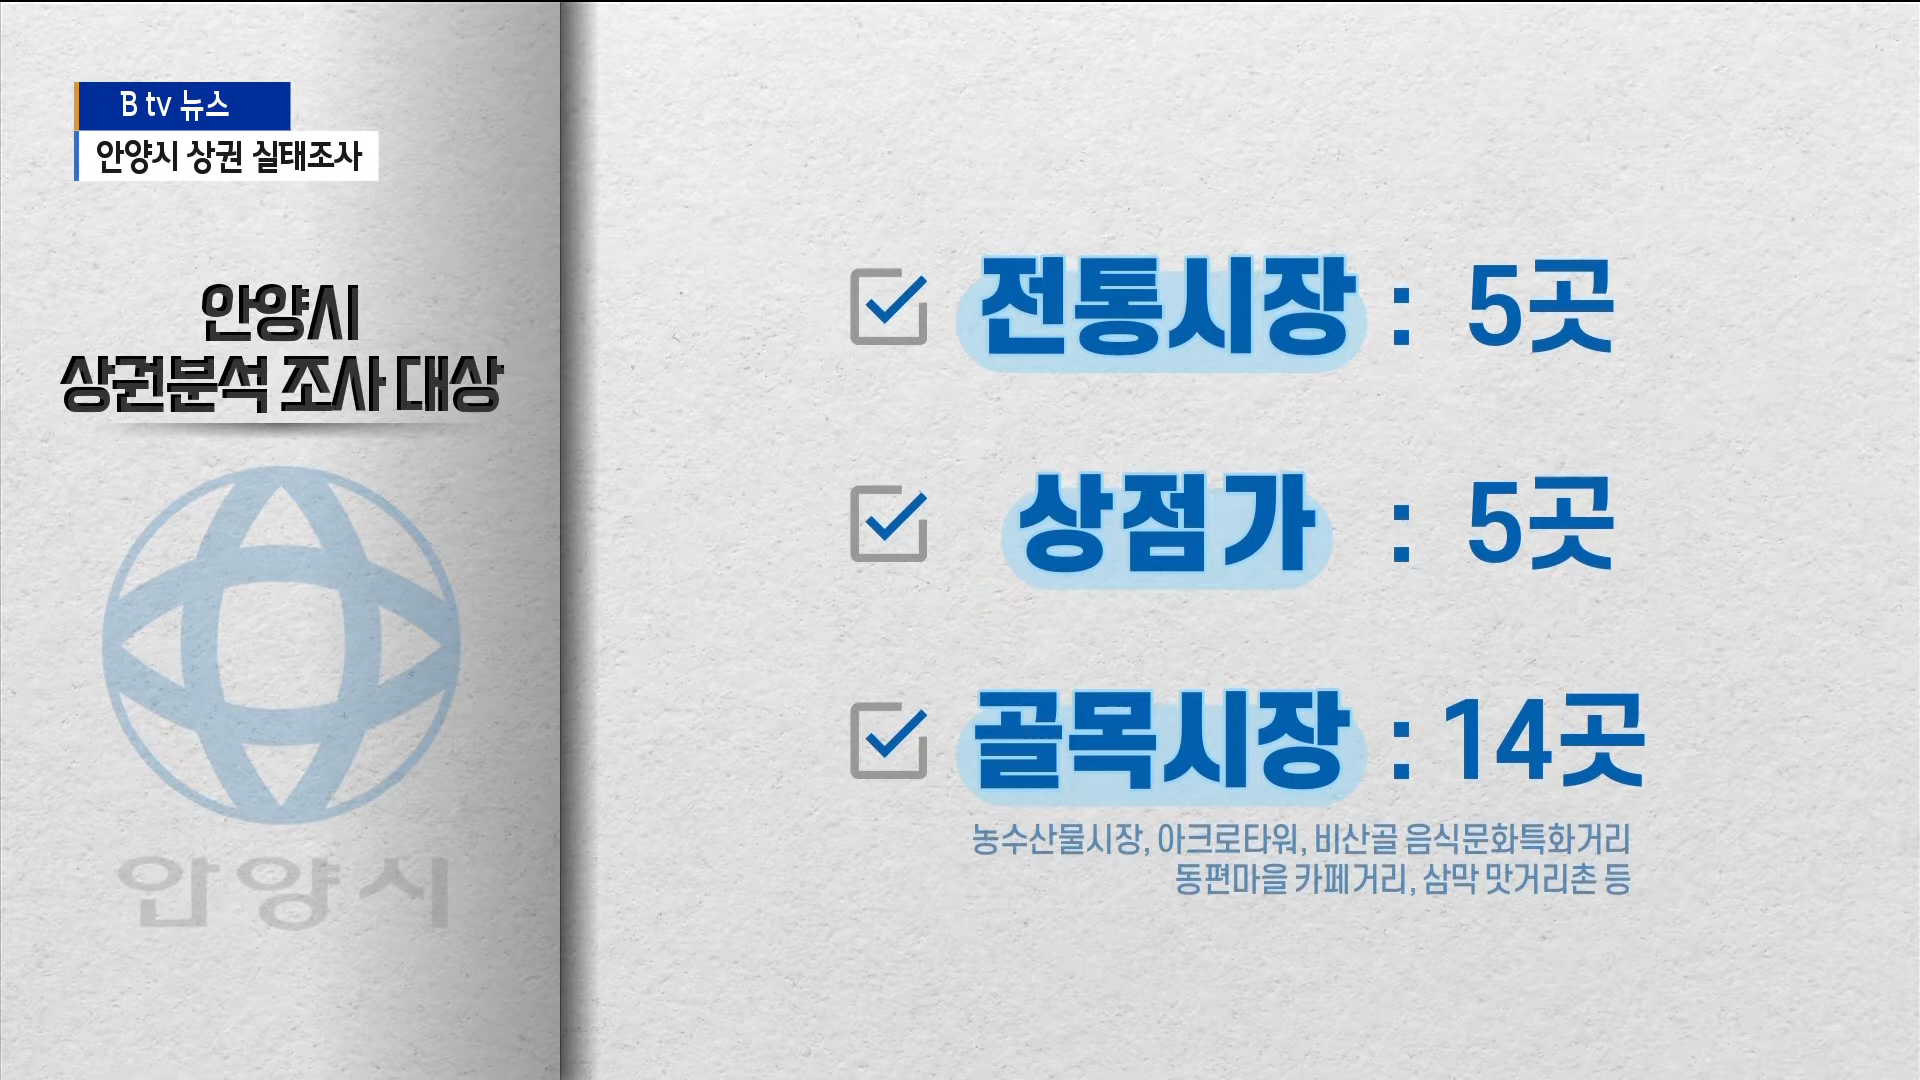 B tv 뉴스
안양시 상권 실태조사
안양시
상권분석 조사 대상
안양시
전통시장 : 5곳
상점가 : 5곳
골목시장 : 14곳
농수산물시장, 아크로타워, 비산골 음식문화특화거리
동편마을 카페거리, 삼막 맛거리촌 등